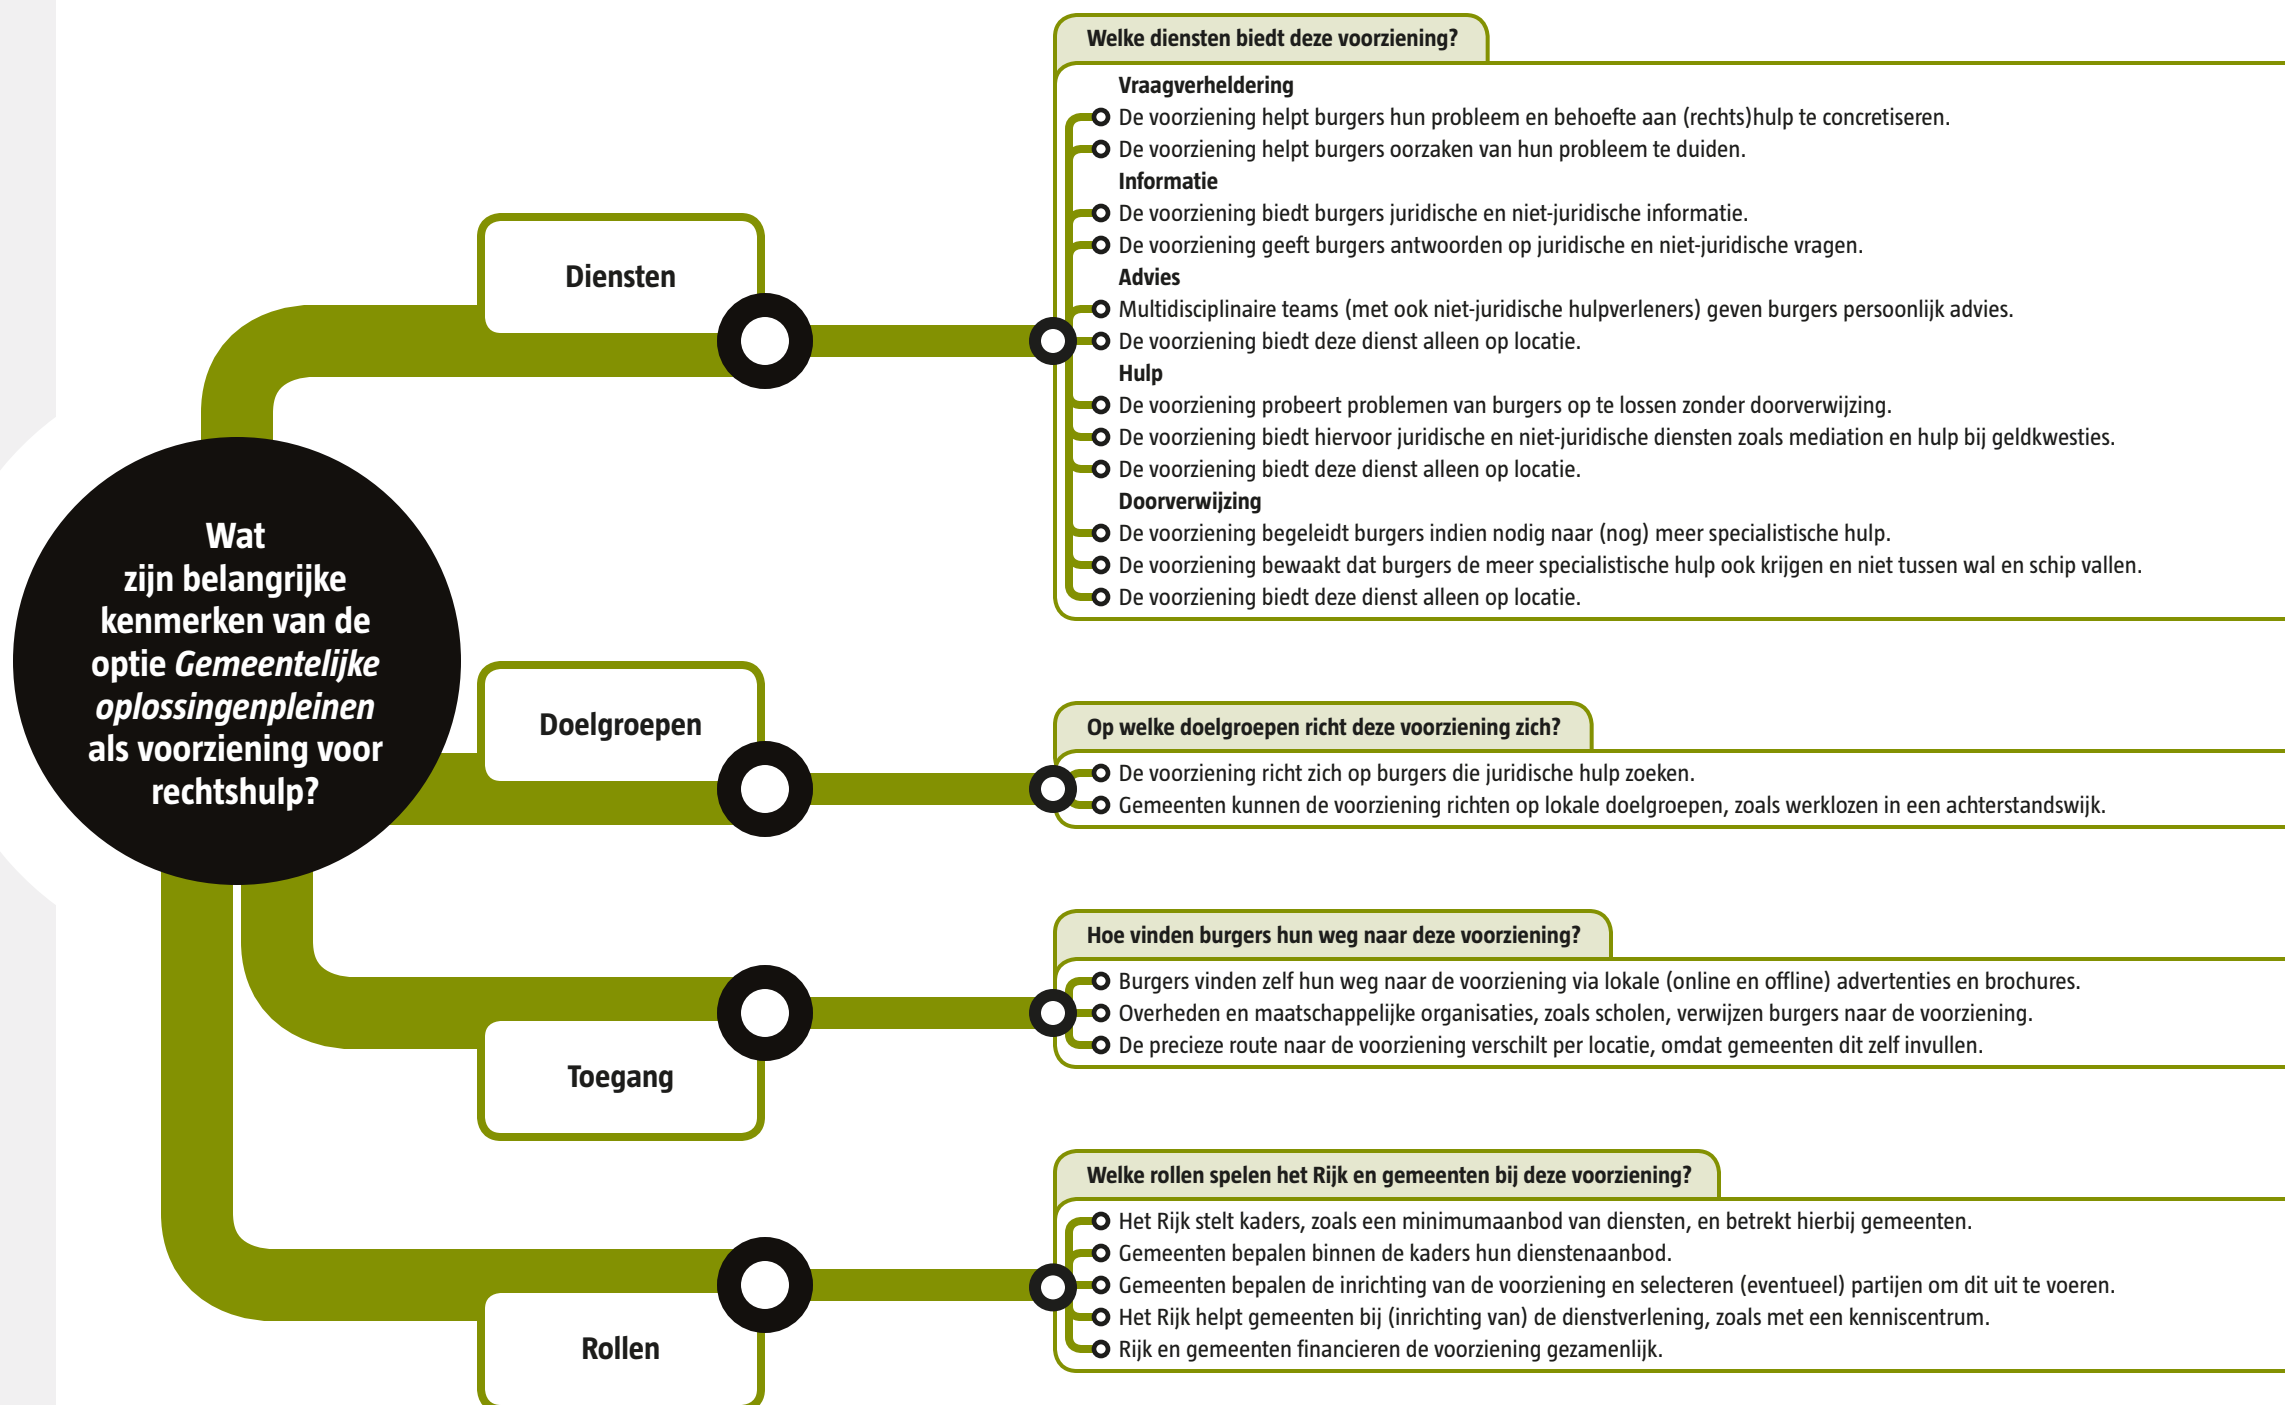 Wat
zijn belangrijke
kenmerken van de
optie Gemeentelijke
oplossingenpleinen
als voorziening voor
rechtshulp?
Diensten
Welke diensten biedt deze voorziening?
Vraagverheldering
De voorziening helpt burgers hun probleem en behoefte aan (rechts)hulp te concretiseren.
De voorziening helpt burgers oorzaken van hun probleem te duiden.
Informatie
De voorziening biedt burgers juridische en niet-juridische informatie.
De voorziening geeft burgers antwoorden op juridische en niet-juridische vragen.
Advies
Multidisciplinaire teams (met ook niet-juridische hulpverleners) geven burgers persoonlijk advies.
De voorziening biedt deze dienst alleen op locatie.
Hulp
De voorziening probeert problemen van burgers op te lossen zonder doorverwijzing.
De voorziening biedt hiervoor juridische en niet-juridische diensten zoals mediation en hulp bij geldkwesties.
De voorziening biedt deze dienst alleen op locatie.
Doorverwijzing
De voorziening begeleidt burgers indien nodig naar (nog) meer specialistische hulp.
De voorziening bewaakt dat burgers de meer specialistische hulp ook krijgen en niet tussen wal en schip vallen.
De voorziening biedt deze dienst alleen op locatie.
Doelgroepen
Op welke doelgroepen richt deze voorziening zich?
De voorziening richt zich op burgers die juridische hulp zoeken.
Gemeenten kunnen de voorziening richten op lokale doelgroepen, zoals werklozen in een achterstandswijk.
Toegang
Hoe vinden burgers hun weg naar deze voorziening?
Burgers vinden zelf hun weg naar de voorziening via lokale (online en offline) advertenties en brochures.
Overheden en maatschappelijke organisaties, zoals scholen, verwijzen burgers naar de voorziening.
De precieze route naar de voorziening verschilt per locatie, omdat gemeenten dit zelf invullen.
Rollen
Welke rollen spelen het Rijk en gemeenten bij deze voorziening?
Het Rijk stelt kaders, zoals een minimumaanbod van diensten, en betrekt hierbij gemeenten.
Gemeenten bepalen binnen de kaders hun dienstenaanbod.
Gemeenten bepalen de inrichting van de voorziening en selecteren (eventueel) partijen om dit uit te voeren.
Het Rijk helpt gemeenten bij (inrichting van) de dienstverlening, zoals met een kenniscentrum.
Rijk en gemeenten financieren de voorziening gezamenlijk.